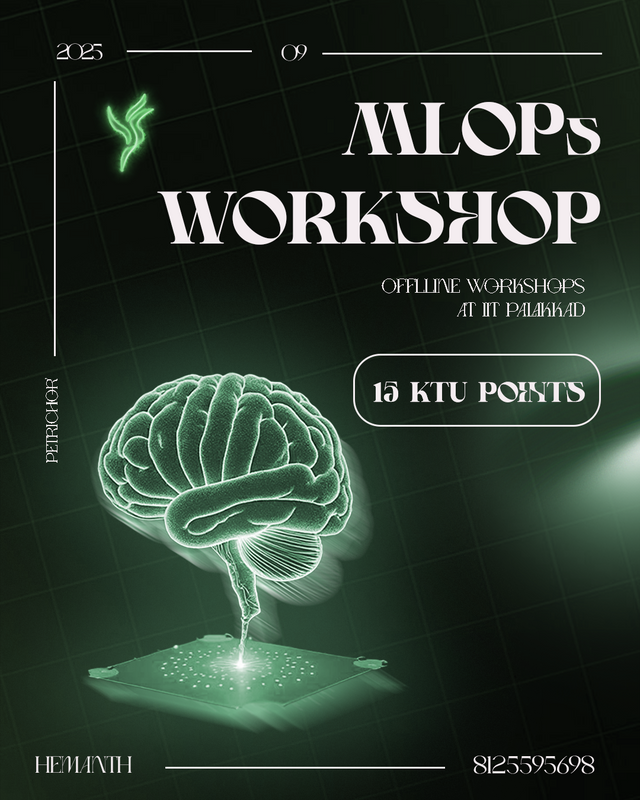 2025 09
MLOPs
WORKSHOP
OFFLINE WORKSHOPS
AT IIT PALAKKAD
15 KTU POINTS
PETRICHOR
HEMANTH 8125595698